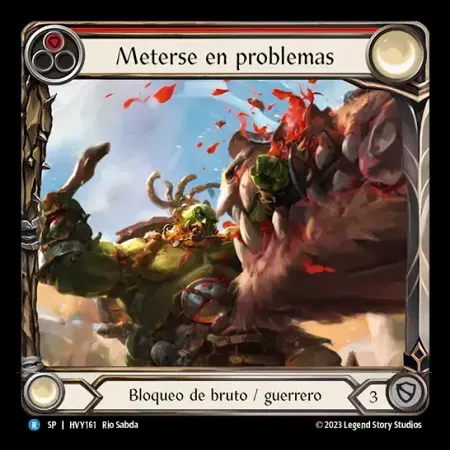 Meterse en problemas
Bloqueo de bruto / guerrero
3
R SP | HVY161 Rio Sabda
©2023 Legend Story Studios